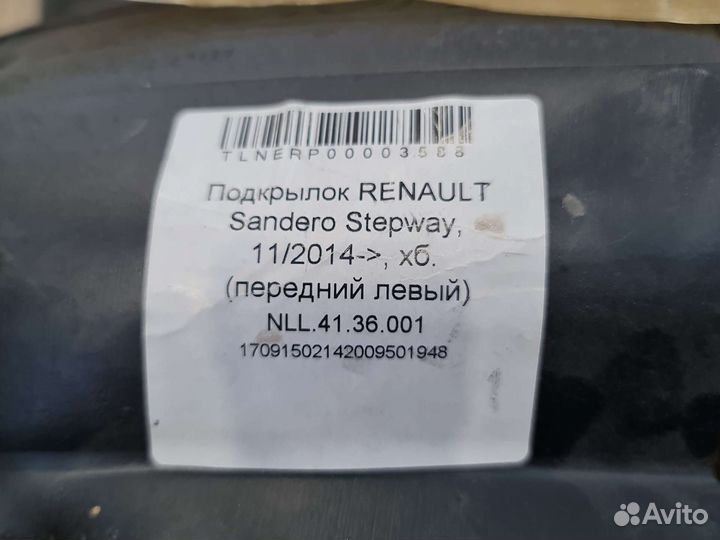 TLNERP00003588
Подкрылок RENAULT
Sandero Stepway,
11/2014->, хб.
(передний левый)
NLL.41.36.001
17091502142009501948
Avito